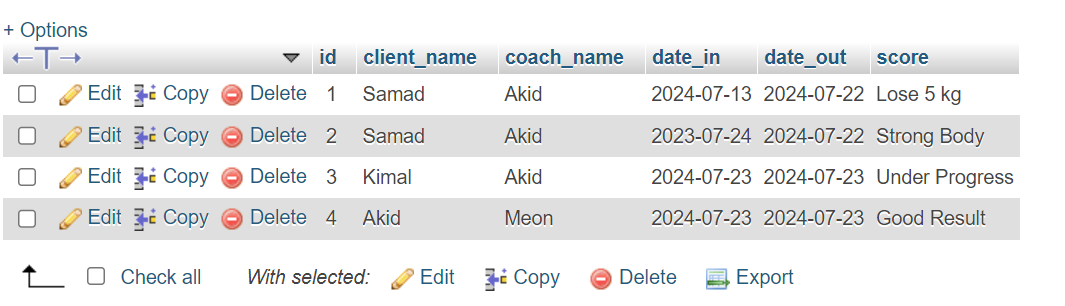 + Options
←T→ id client_name coach_name date_in date_out score
Edit Copy Delete 1 Samad Akid 2024-07-13 2024-07-22 Lose 5 kg
Edit Copy Delete 2 Samad Akid 2023-07-24 2024-07-22 Strong Body
Edit Copy Delete 3 Kimal Akid 2024-07-23 2024-07-23 Under Progress
Edit Copy Delete 4 Akid Meon 2024-07-23 2024-07-23 Good Result
Check all With selected: Edit Copy Delete Export